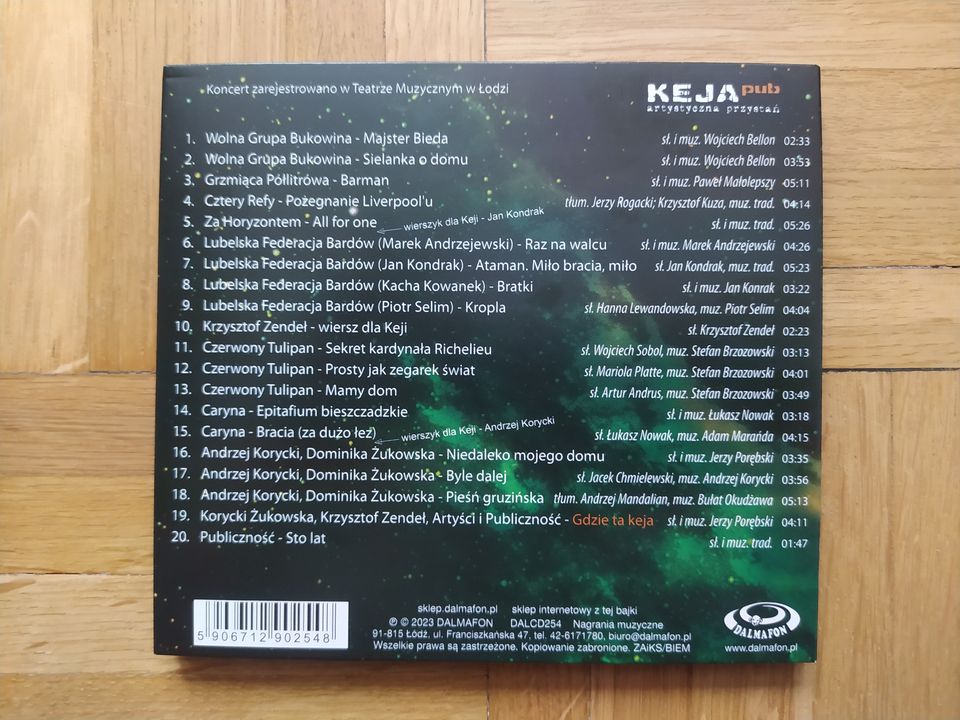 Koncert zarejestrowano w Teatrze Muzycznym w Łodzi
KEJA pub
artystyczna przystań
1. Wolna Grupa Bukowina - Majster Bieda sł. i muz. Wojciech Bellon 02:33
2. Wolna Grupa Bukowina - Sielanka o domu sł. i muz. Wojciech Bellon 03:53
3. Grzmiąca Półlitrówa - Barman sł. i muz. Paweł Małolepszy 05:11
4. Cztery Refy - Pożegnanie Liverpool'u tłum. Jerzy Rogacki; Krzysztof Kuza, muz. trad. 04:14
5. Za Horyzontem - All for one wierszyk dla Keji - Jan Kondrak sł. i muz. trad. 05:26
6. Lubelska Federacja Bardów (Marek Andrzejewski) - Raz na walcu sł. i muz. Marek Andrzejewski 04:26
7. Lubelska Federacja Bardów (Jan Kondrak) - Ataman. Miło bracia, miło sł. Jan Kondrak, muz. trad. 05:23
8. Lubelska Federacja Bardów (Kacha Kowanek) - Bratki sł. i muz. Jan Konrak 03:22
9. Lubelska Federacja Bardów (Piotr Selim) - Kropla sł. Hanna Lewandowska, muz. Piotr Selim 04:04
10. Krzysztof Zendeł - wiersz dla Keji sł. Krzysztof Zendeł 02:23
11. Czerwony Tulipan - Sekret kardynała Richelieu sł. Wojciech Sobol, muz. Stefan Brzozowski 03:13
12. Czerwony Tulipan - Prosty jak zegarek świat sł. Mariola Platte, muz. Stefan Brzozowski 04:01
13. Czerwony Tulipan - Mamy dom sł. Artur Andrus, muz. Stefan Brzozowski 03:49
14. Caryna - Epitafium bieszczadzkie sł. i muz. Łukasz Nowak 03:18
15. Caryna - Bracia (za dużo łez) wierszyk dla Keji - Andrzej Korycki sł. Łukasz Nowak, muz. Adam Marańda 04:15
16. Andrzej Korycki, Dominika Żukowska - Niedaleko mojego domu sł. i muz. Jerzy Porębski 03:35
17. Andrzej Korycki, Dominika Żukowska - Byle dalej sł. Jacek Chmielewski, muz. Andrzej Korycki 03:56
18. Andrzej Korycki, Dominika Żukowska - Pieśń gruzińska tłum. Andrzej Mandalian, muz. Bułat Okudżawa 05:13
19. Korycki Żukowska, Krzysztof Zendeł, Artyści i Publiczność - Gdzie ta keja sł. i muz. Jerzy Porębski 04:11
20. Publiczność - Sto lat sł. i muz. trad. 01:47
5 906712 902548
sklep.dalmafon.pl sklep internetowy z tej bajki
℗ © 2023 DALMAFON DALCD254 Nagrania muzyczne
91-815 Łódź, ul. Franciszkańska 47, tel. 42-6171780, biuro@dalmafon.pl
Wszelkie prawa są zastrzeżone. Kopiowanie zabronione. ZAiKS/BIEM
DALMAFON
www.dalmafon.pl